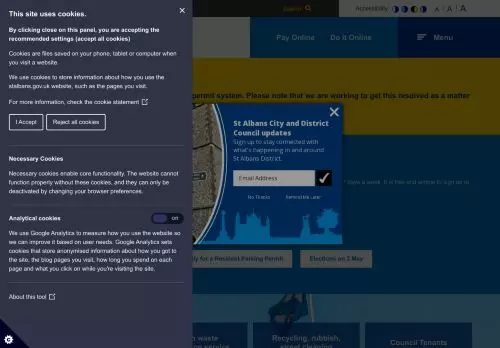 This site uses cookies.
By clicking close on this panel, you are accepting the
recommended settings (accept all cookies)
Cookies are files saved on your phone, tablet or computer when
you visit a website.
We use cookies to store information about how you use the
stalbans.gov.uk website, such as the pages you visit.
For more information, check the cookie statement
I Accept
Reject all cookies
Necessary Cookies
Necessary cookies enable core functionality. The website cannot
function properly without these cookies, and they can only be
deactivated by changing your browser preferences.
Analytical cookies
Off
We use Google Analytics to measure how you use the website so
we can improve it based on user needs. Google Analytics sets
cookies that store anonymised information about how you got to
the site, the blog pages you visit, how long you spend on each
page and what you click on while you're visiting the site.
About this tool
Search
Accessibility
A A A
Pay Online
Do it Online
Menu
permit system. Please note that we are working to get this resolved as a matter
St Albans City and District
Council updates
Sign up to stay connected with
what's happening in and around
St Albans District.
Email Address
No Thanks
Remind Me Later
for a Resident Parking Permit
Elections on 2 May
waste
service
Recycling, rubbish,
street cleaning
Council Tenants